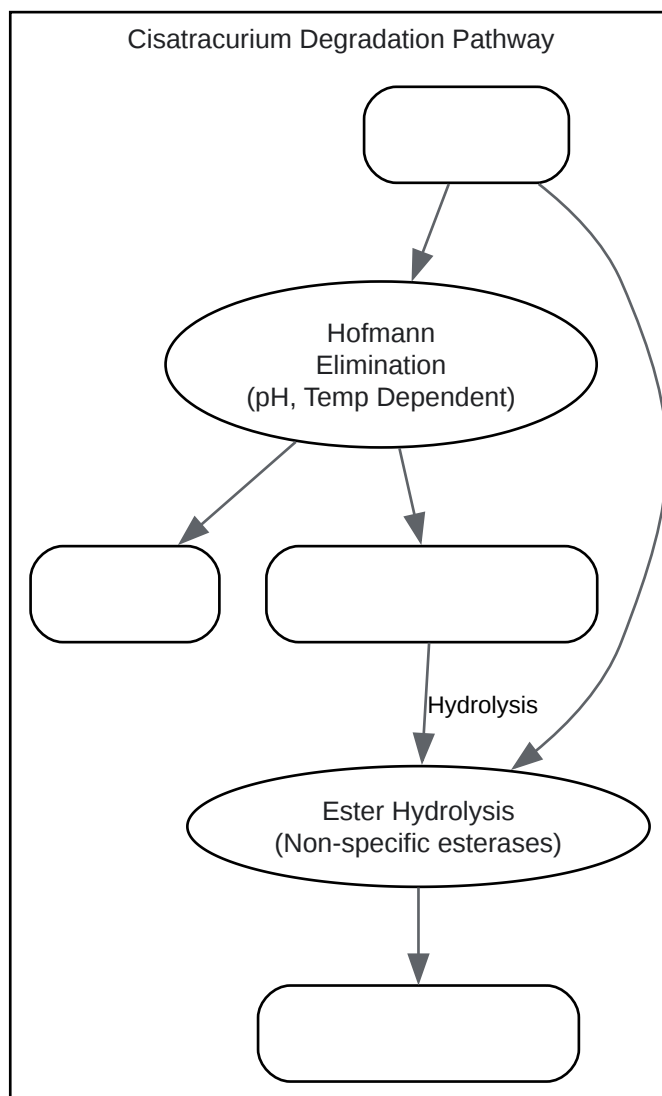 Cisatracurium Degradation Pathway
Hofmann
Elimination
(pH, Temp Dependent)
Hydrolysis
Ester Hydrolysis
(Non-specific esterases)